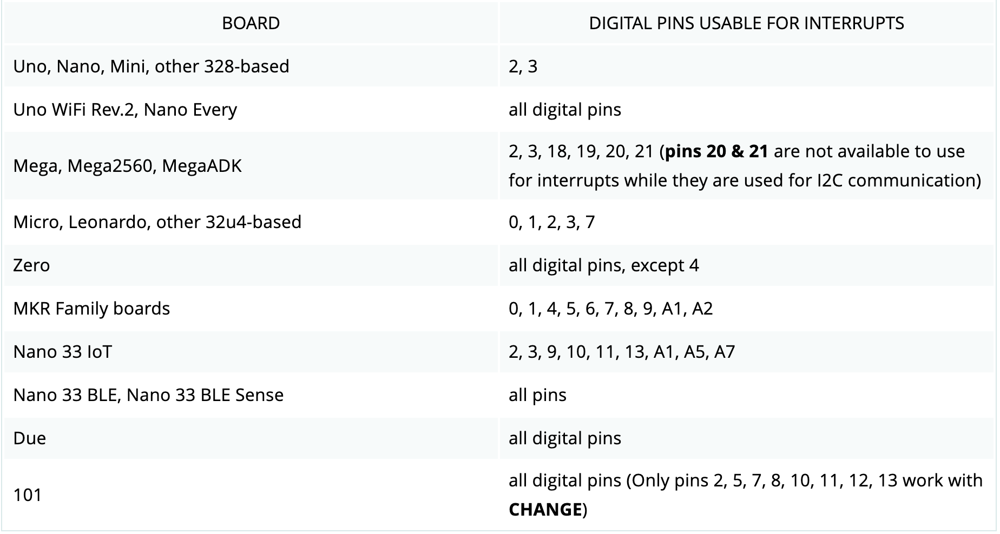 BOARD
DIGITAL PINS USABLE FOR INTERRUPTS
Uno, Nano, Mini, other 328-based
2, 3
Uno WiFi Rev.2, Nano Every
all digital pins
Mega, Mega2560, MegaADK
2, 3, 18, 19, 20, 21 (pins 20 & 21 are not available to use
for interrupts while they are used for I2C communication)
Micro, Leonardo, other 32u4-based
0, 1, 2, 3, 7
Zero
all digital pins, except 4
MKR Family boards
0, 1, 4, 5, 6, 7, 8, 9, A1, A2
Nano 33 IoT
2, 3, 9, 10, 11, 13, A1, A5, A7
Nano 33 BLE, Nano 33 BLE Sense
all pins
Due
all digital pins
101
all digital pins (Only pins 2, 5, 7, 8, 10, 11, 12, 13 work with
CHANGE)